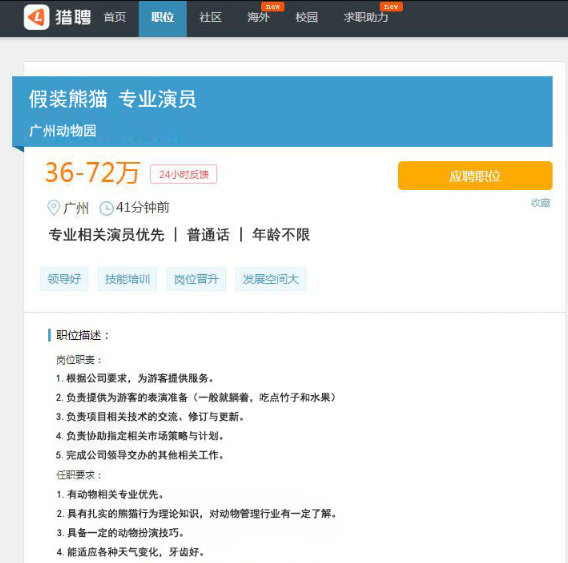 猎聘 首页 职位 社区 海外 new 校园 求职助力 new
假装熊猫 专业演员
广州动物园
36-72万 24小时反馈 应聘职位
广州 41分钟前 收藏
专业相关演员优先 | 普通话 | 年龄不限
领导好 技能培训 岗位晋升 发展空间大
职位描述：
岗位职责：
1.根据公司要求，为游客提供服务。
2.负责提供为游客的表演准备（一般就躺着，吃点竹子和水果）
3.负责项目相关技术的交流、修订与更新。
4.负责协助指定相关市场策略与计划。
5.完成公司领导交办的其他相关工作。
任职要求：
1.有动物相关专业优先。
2.具有扎实的熊猫行为理论知识，对动物管理行业有一定了解。
3.具备一定的动物扮演技巧。
4.能适应各种天气变化，牙齿好。